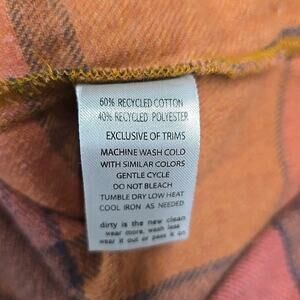 60% RECYCLED COTTON
40% RECYCLED POLYESTER
EXCLUSIVE OF TRIMS
MACHINE WASH COLD
WITH SIMILAR COLORS
GENTLE CYCLE
DO NOT BLEACH
TUMBLE DRY LOW HEAT
COOL IRON AS NEEDED
dirty is the new clean
wear more, wash less
wear it out or pass it on